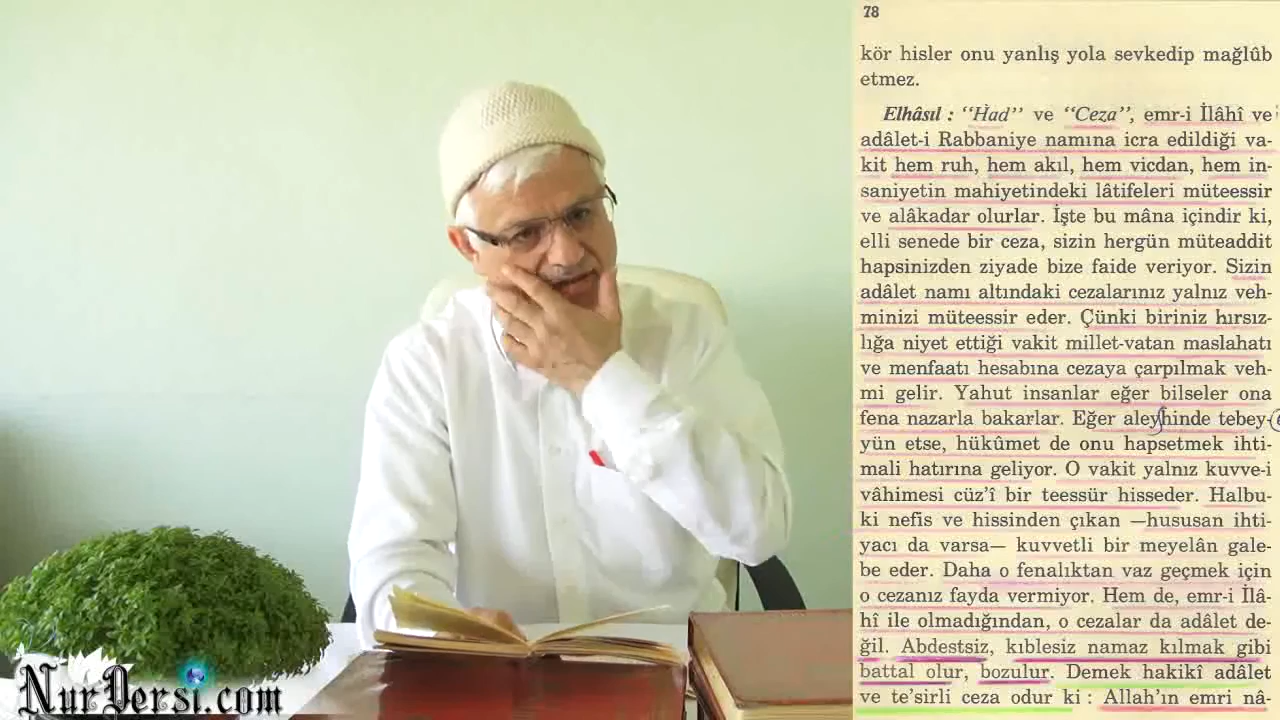 78
kör hisler onu yanlış yola sevkedip mağlûb
etmez.
Elhâsıl : "Had" ve "Ceza", emr-i İlâhî ve
adâlet-i Rabbaniye namına icra edildiği va-
kit hem ruh, hem akıl, hem vicdan, hem in-
saniyetin mahiyetindeki lâtifeleri müteessir
ve alâkadar olurlar. İşte bu mâna içindir ki,
elli senede bir ceza, sizin hergün müteaddit
hapsinizden ziyade bize faide veriyor. Sizin
adâlet namı altındaki cezalarınız yalnız veh-
minizi müteessir eder. Çünki biriniz hırsız-
lığa niyet ettiği vakit millet-vatan maslahatı
ve menfaatı hesabına cezaya çarpılmak veh-
mi gelir. Yahut insanlar eğer bilseler ona
fena nazarla bakarlar. Eğer aleyhinde tebey-
yün etse, hükûmet de onu hapsetmek ihti-
mali hatırına geliyor. O vakit yalnız kuvve-i
vâhimesi cüz'î bir teessür hisseder. Halbu-
ki nefis ve hissinden çıkan —hususan ihti-
yacı da varsa— kuvvetli bir meyelân gale-
be eder. Daha o fenalıktan vaz geçmek için
o cezanız fayda vermiyor. Hem de, emr-i İlâ-
hî ile olmadığından, o cezalar da adâlet de-
ğil. Abdestsiz, kıblesiz namaz kılmak gibi
battal olur, bozulur. Demek hakikî adâlet
ve te'sirli ceza odur ki : Allah'ın emri nâ-
NurDersi.com